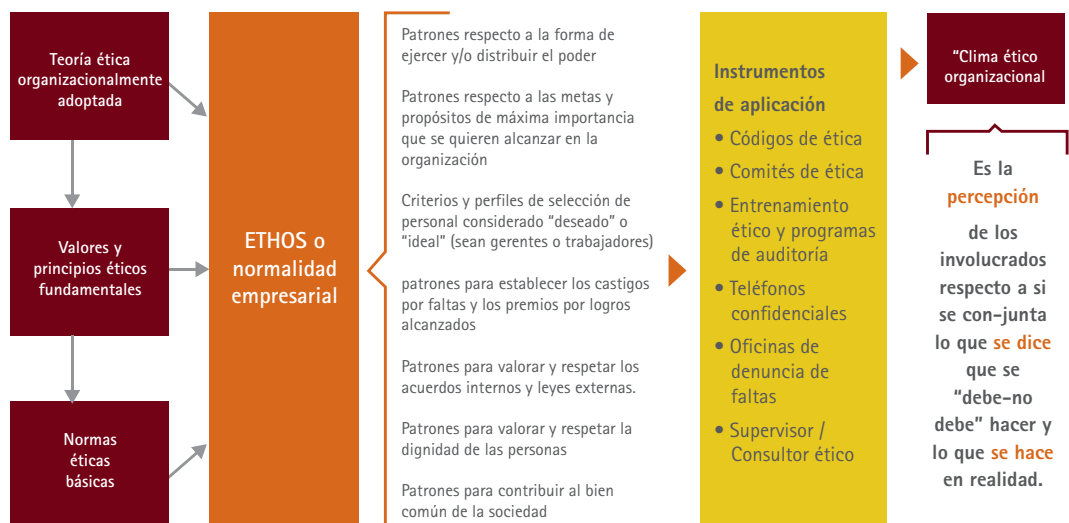 Teoría ética
organizacionalmente
adoptada
Valores y
principios éticos
fundamentales
Normas
éticas
básicas
ETHOS o
normalidad
empresarial
Patrones respecto a la forma de
ejercer y/o distribuir el poder
Patrones respecto a las metas y
propósitos de máxima importancia
que se quieren alcanzar en la
organización
Criterios y perfiles de selección de
personal considerado “deseado” o
"ideal" (sean gerentes o trabajadores)
patrones para establecer los castigos
por faltas y los premios por logros
alcanzados
Patrones para valorar y respetar los
acuerdos internos y leyes externas.
Patrones para valorar y respetar la
dignidad de las personas
Patrones para contribuir al bien
común de la sociedad
Instrumentos
de aplicación
• Códigos de ética
• Comités de ética
• Entrenamiento
ético y programas
de auditoría
• Teléfonos
confidenciales
• Oficinas de
denuncia de
faltas
• Supervisor /
Consultor ético
“Clima ético
organizacional
Es la
percepción
de los
involucrados
respecto a si
se con-junta
lo que se dice
que se
“debe-no
debe” hacer y
lo que se hace
en realidad.